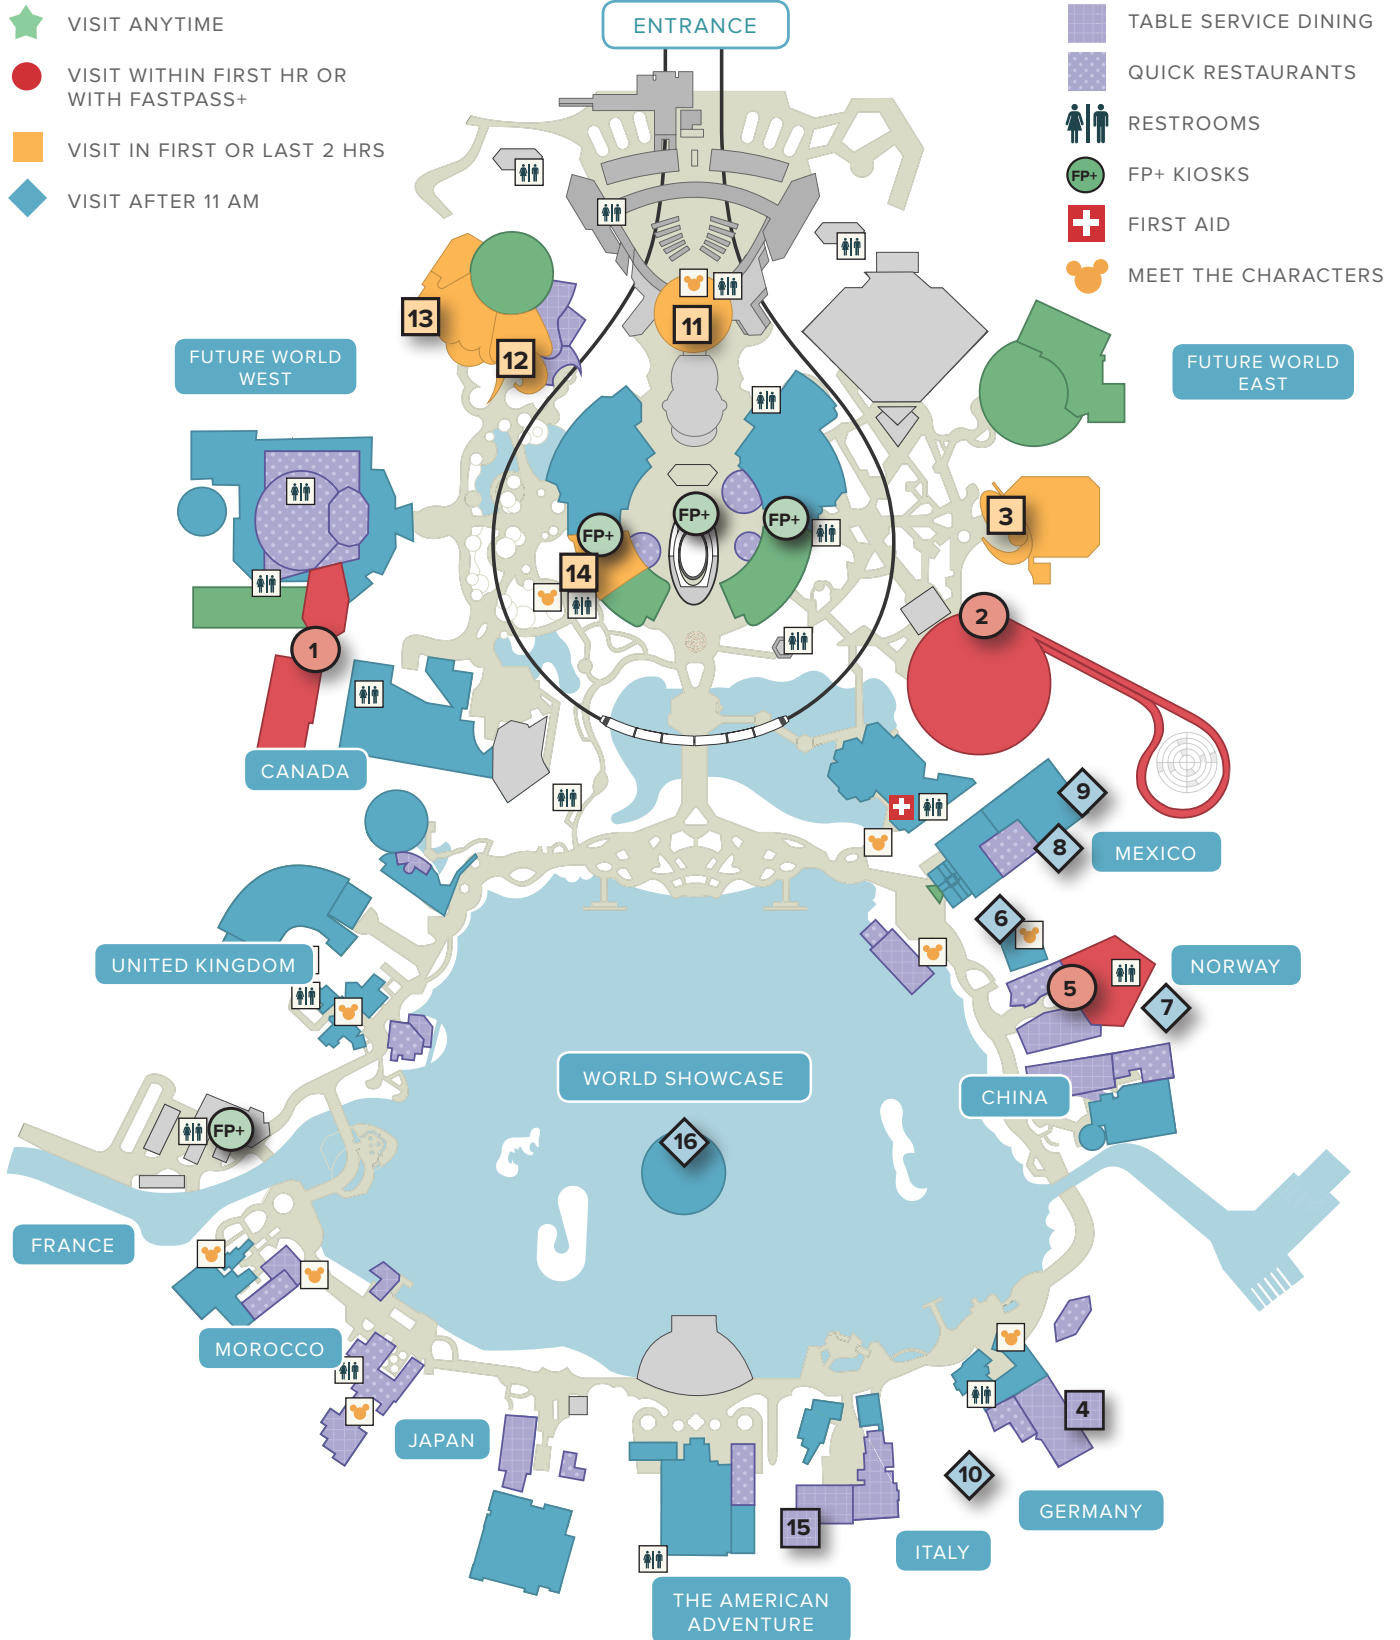 ENTRANCE
VISIT ANYTIME
VISIT WITHIN FIRST HR OR
WITH FASTPASS+
VISIT IN FIRST OR LAST 2 HRS
VISIT AFTER 11 AM
TABLE SERVICE DINING
QUICK RESTAURANTS
RESTROOMS
FP+
FP+ KIOSKS
FIRST AID
MEET THE CHARACTERS
13
11
12
FUTURE WORLD
WEST
FUTURE WORLD
EAST
FP+
FP+
FP+
3
14
2
1
CANADA
9
8
MEXICO
6
UNITED KINGDOM
NORWAY
5
7
WORLD SHOWCASE
CHINA
FP+
16
FRANCE
MOROCCO
4
JAPAN
10
GERMANY
15
ITALY
THE AMERICAN
ADVENTURE